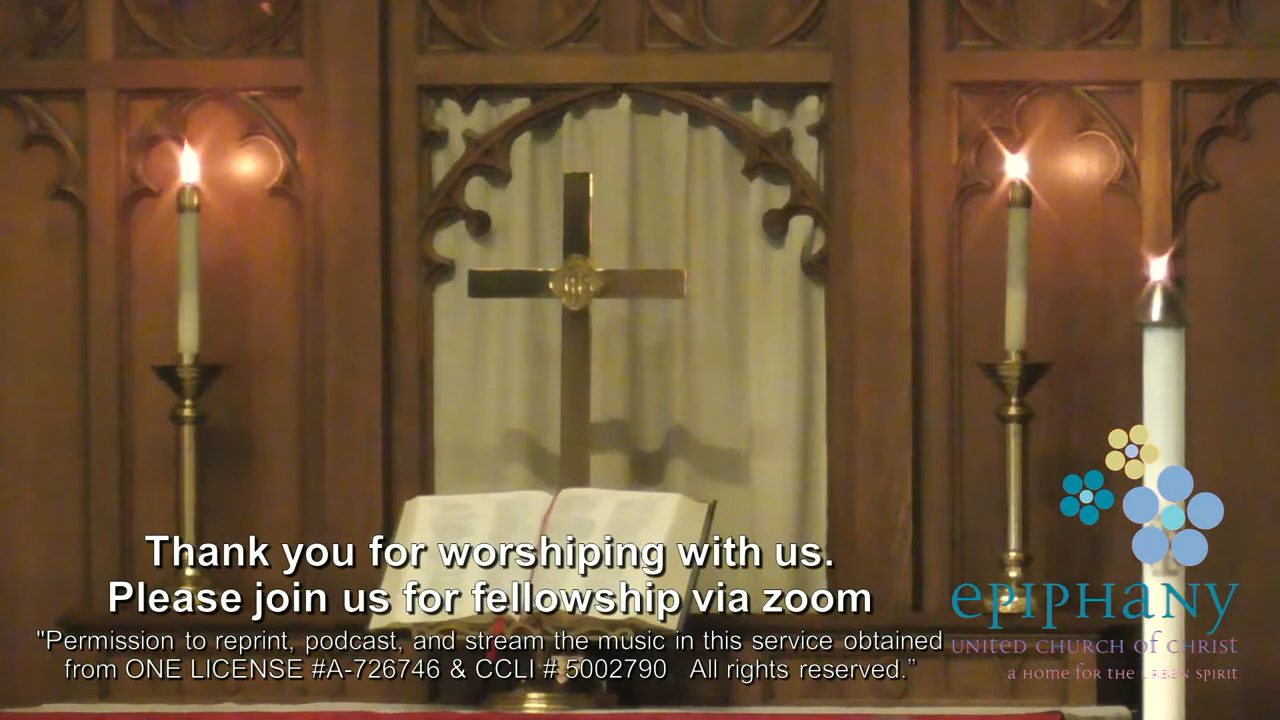 Thank you for worshiping with us.
Please join us for fellowship via zoom
"Permission to reprint, podcast, and stream the music in this service obtained
from ONE LICENSE #A-726746 & CCLI # 5002790 All rights reserved.”
epiphany
united church of christ
a home for the urban spirit